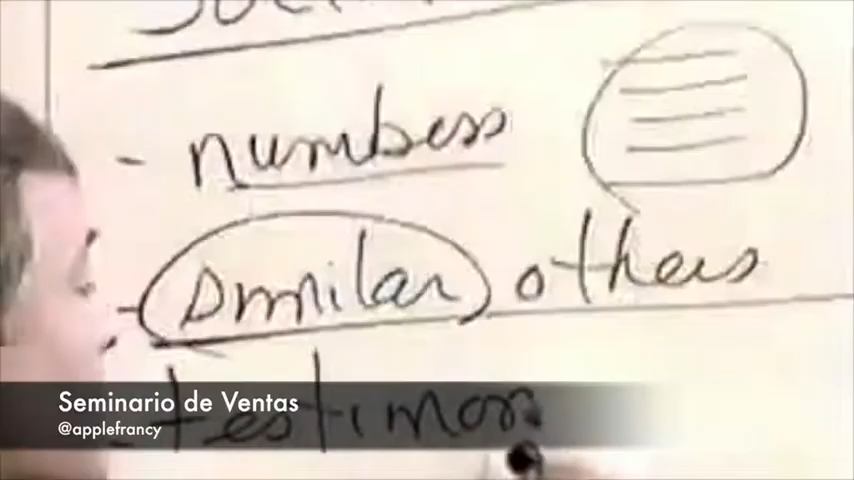 - numbers
- similar others
testimon
Seminario de Ventas
@applefrancy